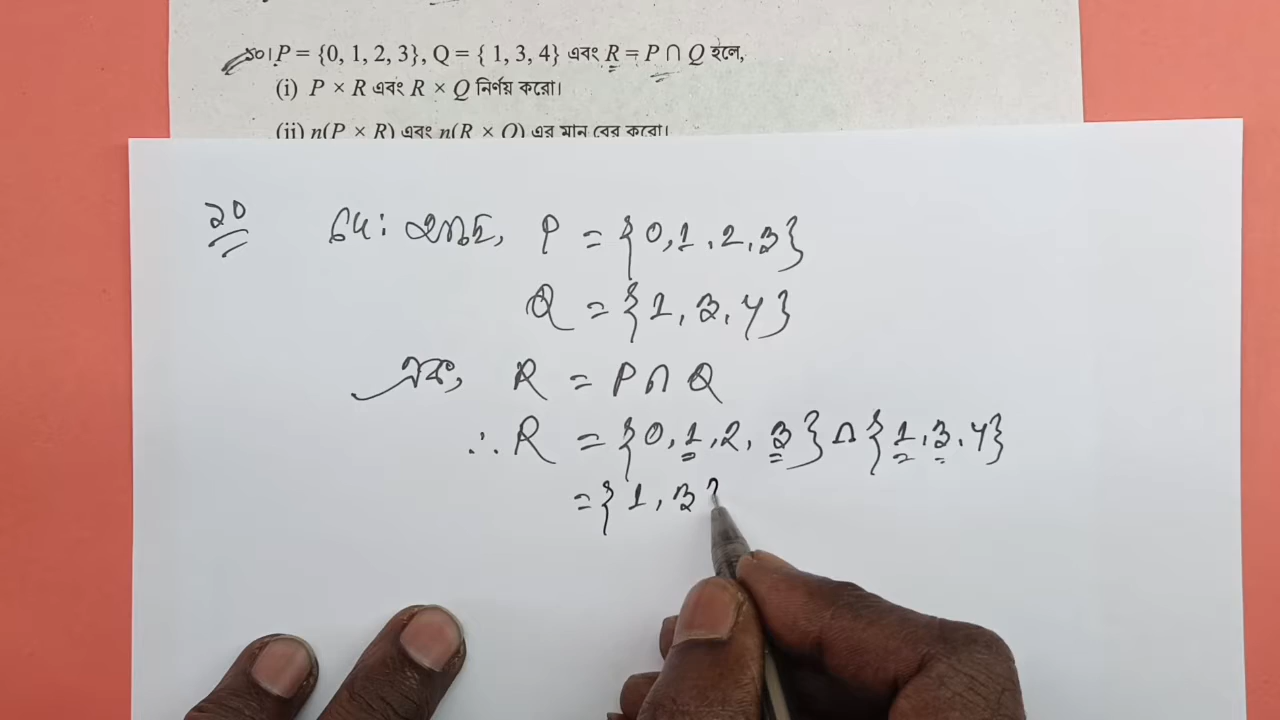 ১০। P = {0, 1, 2, 3}, Q = { 1, 3, 4} এবং R = P ∩ Q হলে,
(i) P × R এবং R × Q নির্ণয় করো।
(ii) n(P × R) এবং n(R × Q) এর মান বের করো।
১০ দে: আছে, P = {0,1,2,3}
Q = {1,3,4}
এবং, R = P ∩ Q
∴ R = {0,1,2,3} ∩ {1,3,4}
= {1,3}